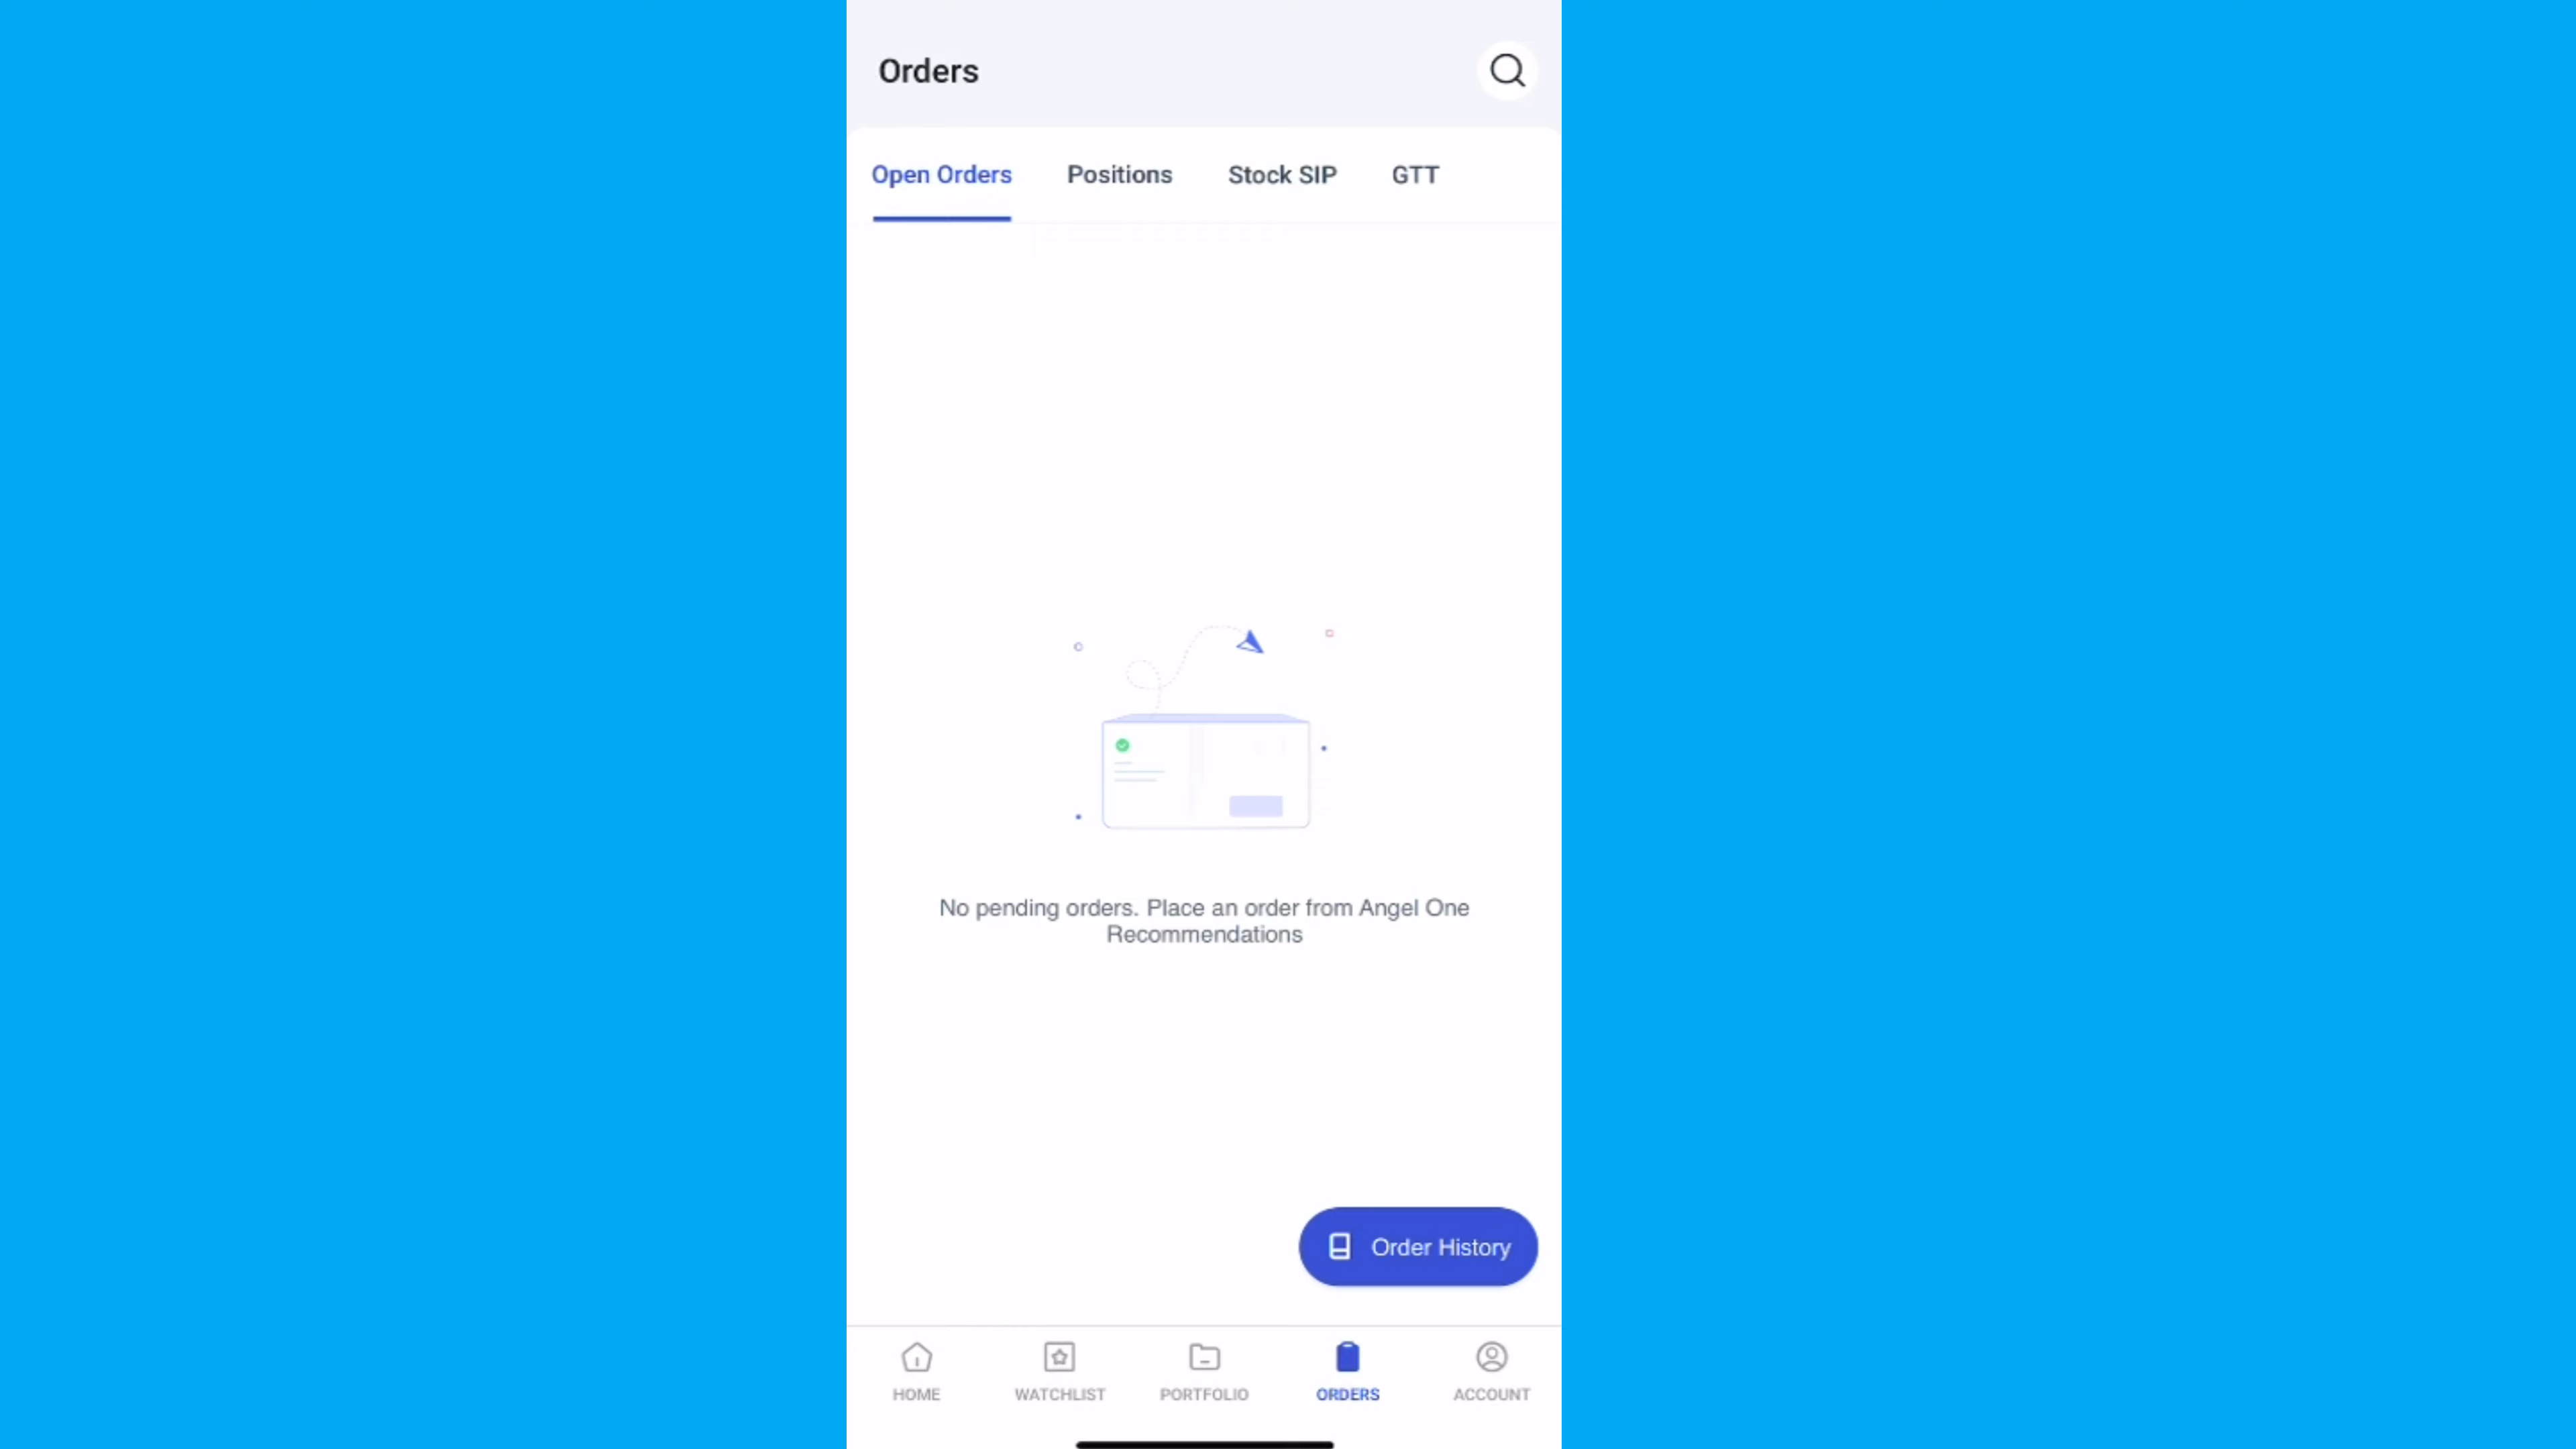 Orders
Open Orders
Positions
Stock SIP
GTT
No pending orders. Place an order from Angel One
Recommendations
Order History
HOME
WATCHLIST
PORTFOLIO
ORDERS
ACCOUNT